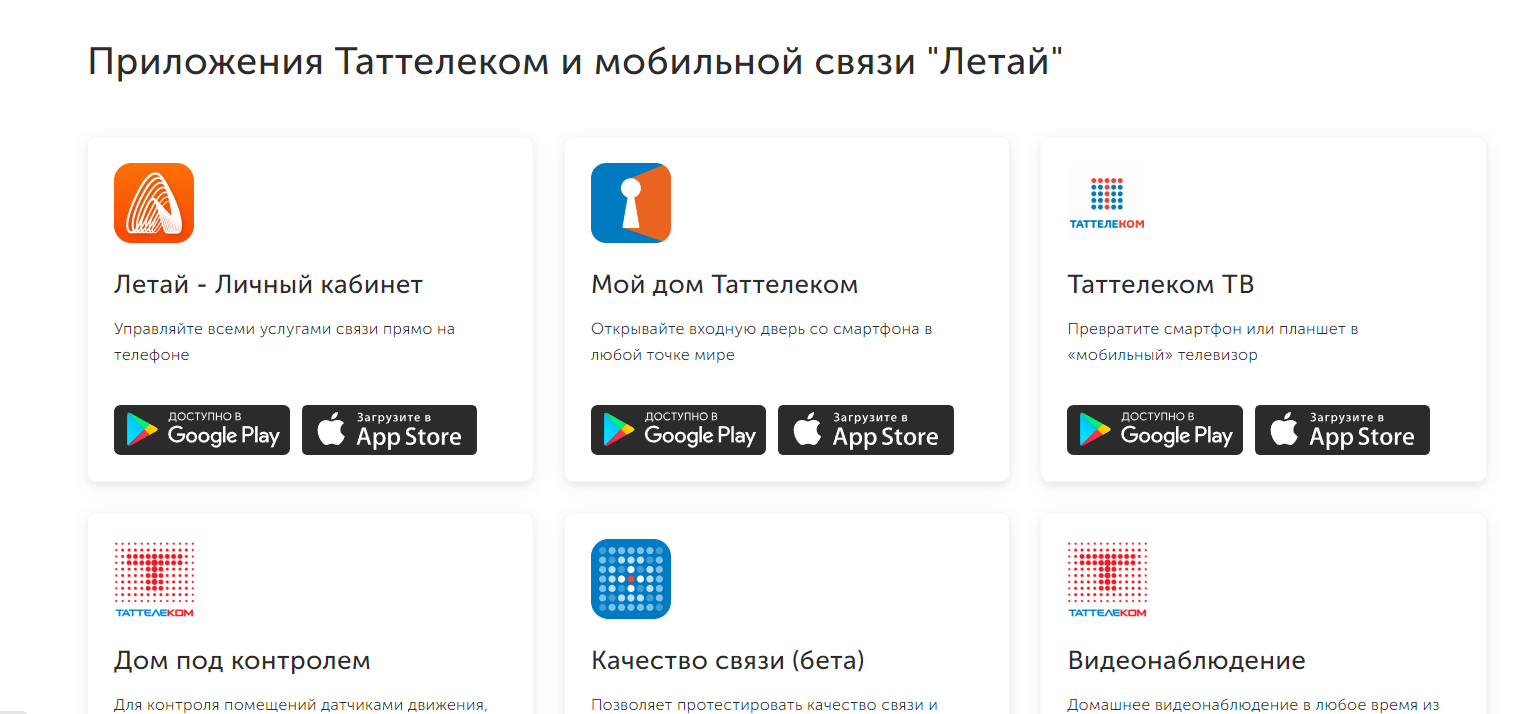 Приложения Таттелеком и мобильной связи "Летай"
ТАТТЕЛЕКОМ
Летай - Личный кабинет
Управляйте всеми услугами связи прямо на
телефоне
ДОСТУПНО В
Google Play
Загрузите в
App Store
Мой дом Таттелеком
Открывайте входную дверь со смартфона в
любой точке мире
ДОСТУПНО В
Google Play
Загрузите в
App Store
Таттелеком ТВ
Превратите смартфон или планшет в
«мобильный» телевизор
ДОСТУПНО В
Google Play
Загрузите в
App Store
ТАТТЕЛЕКОМ
Дом под контролем
Для контроля помещений датчиками движения,
Качество связи (бета)
Позволяет протестировать качество связи и
ТАТТЕЛЕКОМ
Видеонаблюдение
Домашнее видеонаблюдение в любое время из